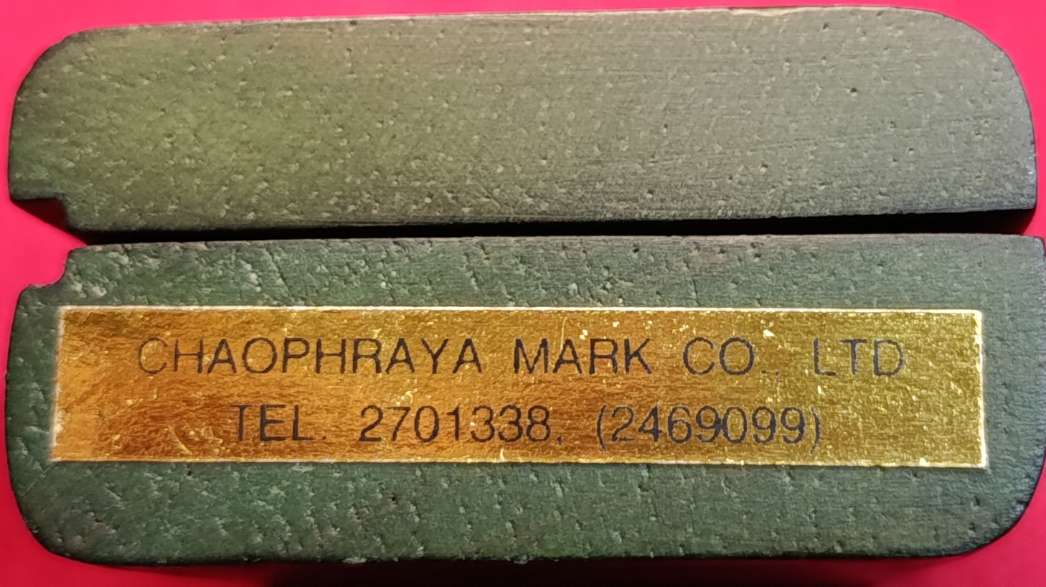 CHAOPHRAYA MARK CO., LTD
TEL. 2701338, (2469099)